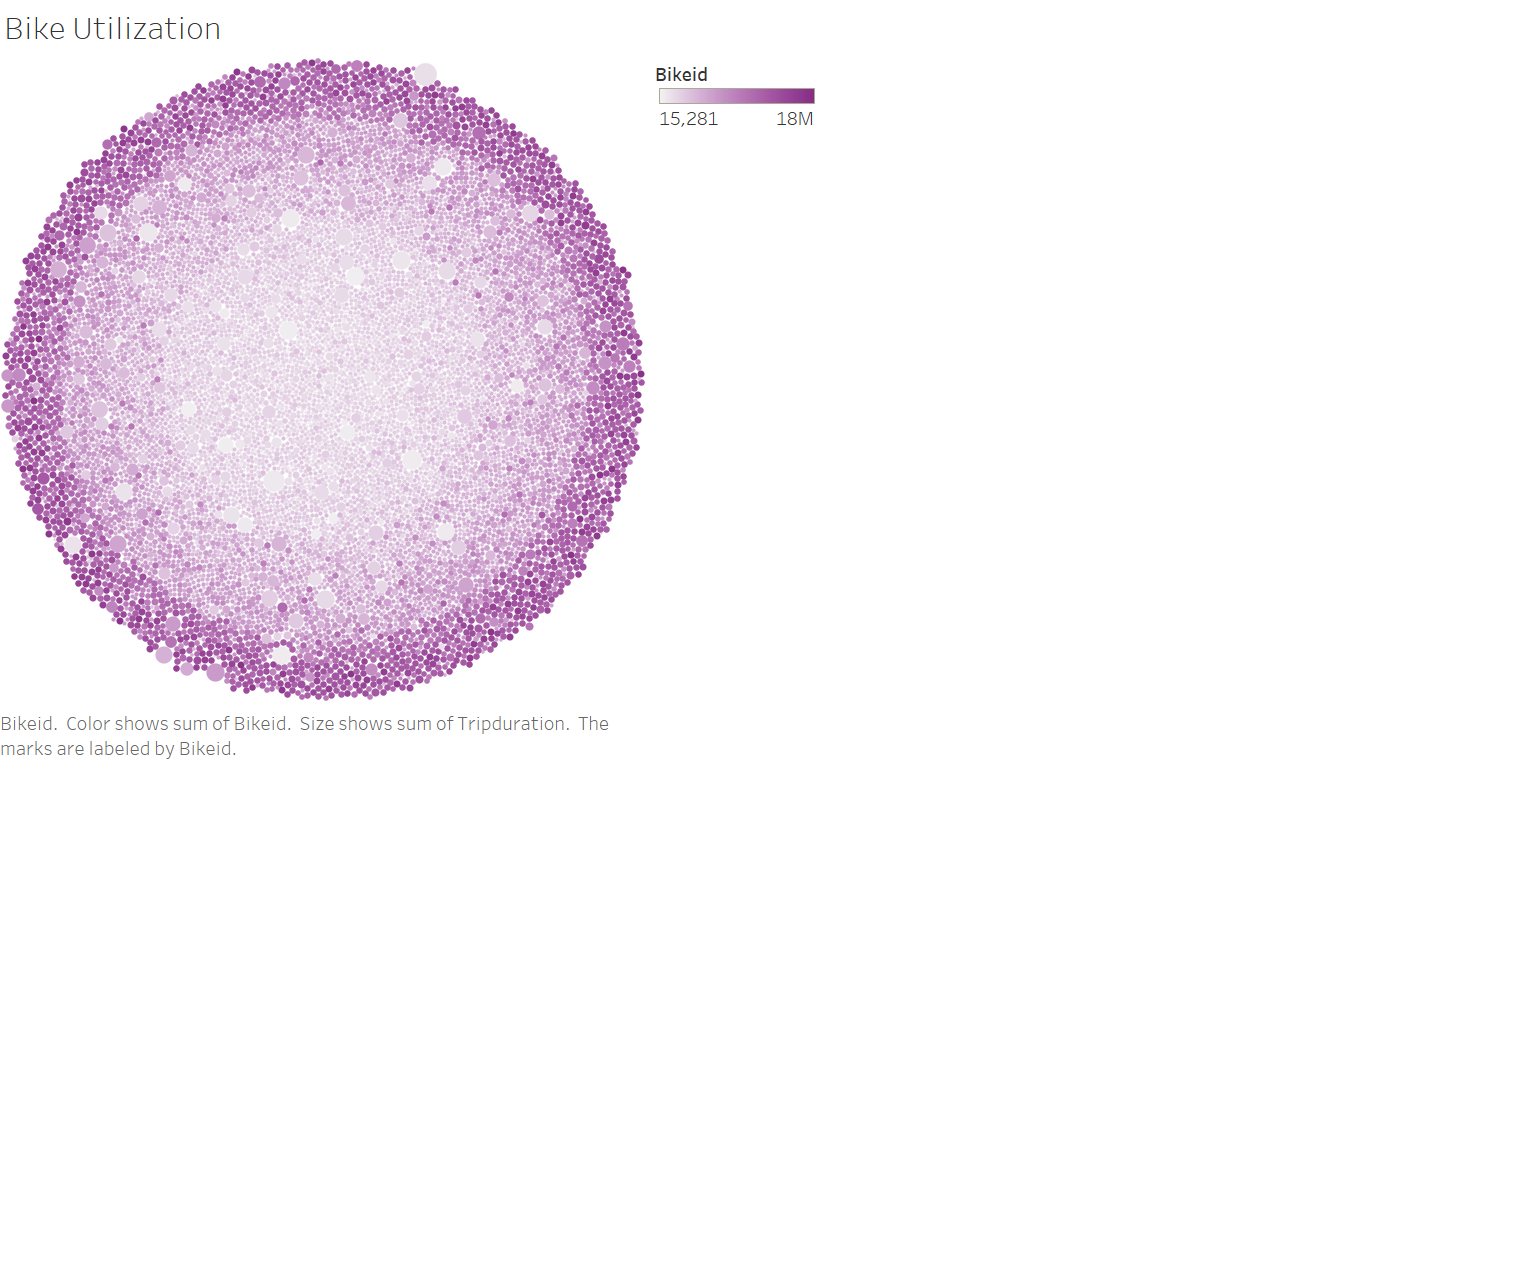 Bike Utilization
Bikeid
15,281 18M
Bikeid.  Color shows sum of Bikeid.  Size shows sum of Tripduration.  The
marks are labeled by Bikeid.